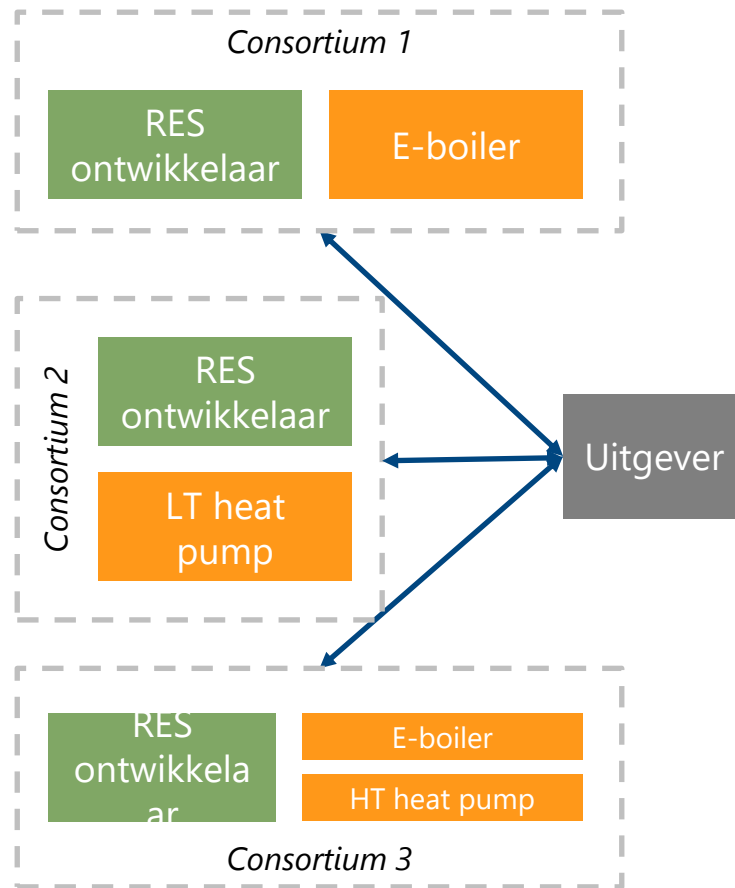 Consortium 1
RES
ontwikkelaar
E-boiler
Consortium 2
RES
ontwikkelaar
LT heat
pump
Uitgever
RES
ontwikkela
ar
E-boiler
HT heat pump
Consortium 3